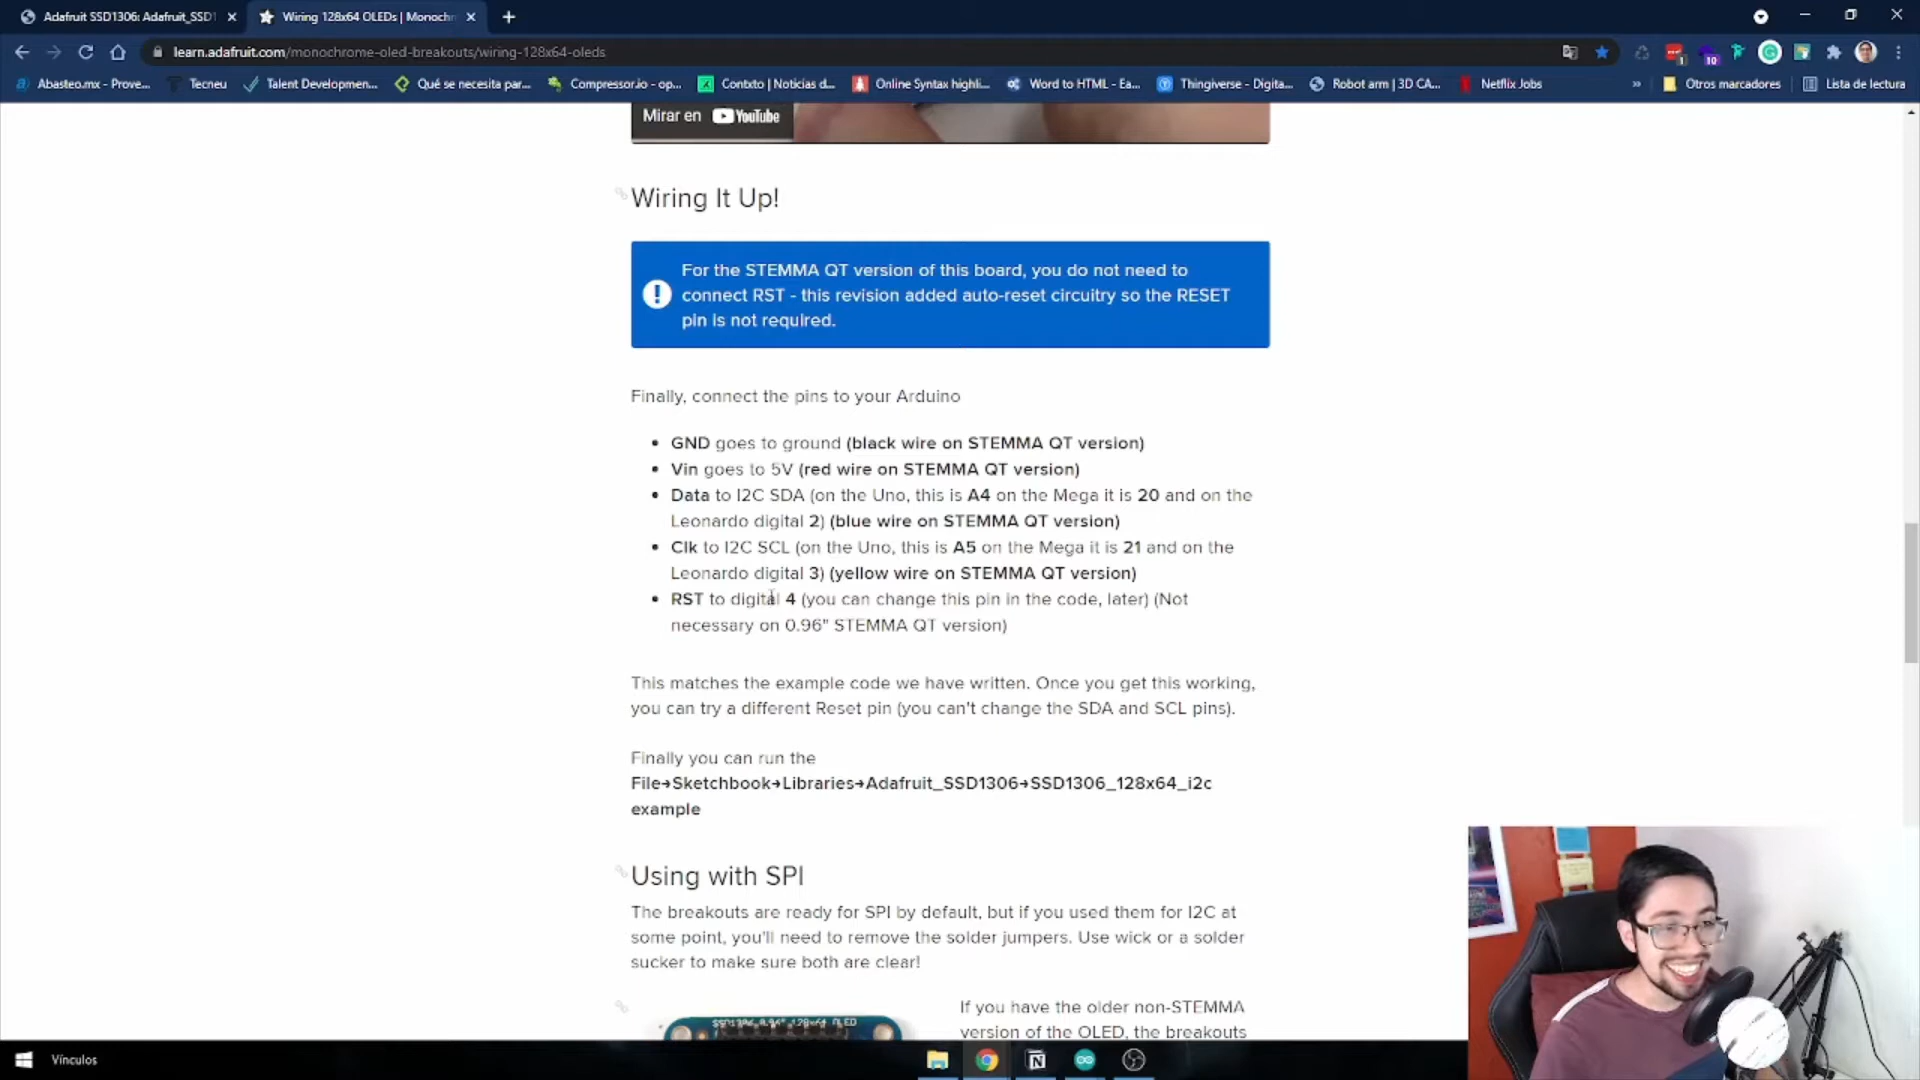 Adafruit SSD1306: Adafruit_SSD1
Wiring 128x64 OLEDs | Monochr
learn.adafruit.com/monochrome-oled-breakouts/wiring-128x64-oleds
Abasteo.mx - Prove...
Tecneu
Talent Developmen...
Qué se necesita par...
Compressor.io - op...
Contxto | Noticias d...
Online Syntax highli...
Word to HTML - Ea...
Thingiverse - Digita...
Robot arm | 3D CA...
Netflix Jobs
»
Otros marcadores
Lista de lectura
1
10
Mirar en YouTube
Wiring It Up!
For the STEMMA QT version of this board, you do not need to
connect RST - this revision added auto-reset circuitry so the RESET
pin is not required.
Finally, connect the pins to your Arduino
• GND goes to ground (black wire on STEMMA QT version)
• Vin goes to 5V (red wire on STEMMA QT version)
• Data to I2C SDA (on the Uno, this is A4 on the Mega it is 20 and on the
Leonardo digital 2) (blue wire on STEMMA QT version)
• Clk to I2C SCL (on the Uno, this is A5 on the Mega it is 21 and on the
Leonardo digital 3) (yellow wire on STEMMA QT version)
• RST to digital 4 (you can change this pin in the code, later) (Not
necessary on 0.96" STEMMA QT version)
This matches the example code we have written. Once you get this working,
you can try a different Reset pin (you can't change the SDA and SCL pins).
Finally you can run the
File→Sketchbook→Libraries→Adafruit_SSD1306→SSD1306_128x64_i2c
example
Using with SPI
The breakouts are ready for SPI by default, but if you used them for I2C at
some point, you'll need to remove the solder jumpers. Use wick or a solder
sucker to make sure both are clear!
If you have the older non-STEMMA
version of the OLED, the breakouts
SSD1306 0.96" 128x64 OLED
Vínculos